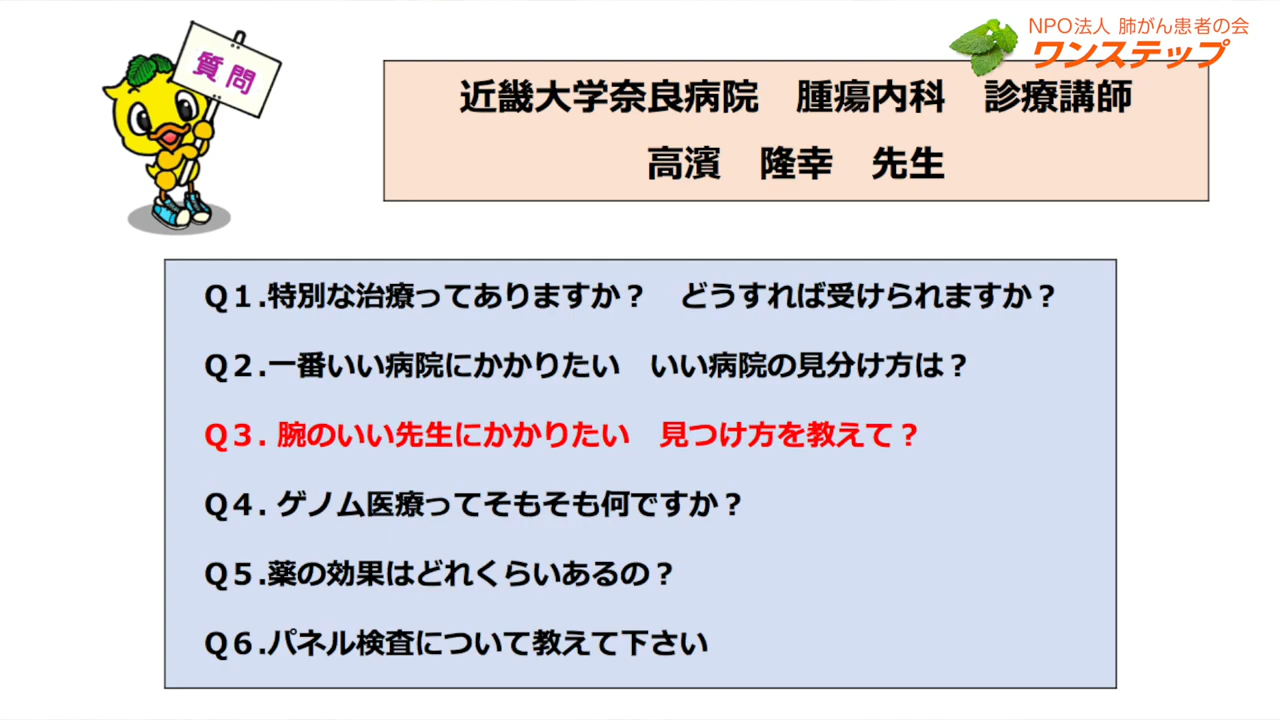 質問
NPO法人 肺がん患者の会
ワンステップ
近畿大学奈良病院　腫瘍内科　診療講師
高濱　隆幸　先生
Q１.特別な治療ってありますか？　どうすれば受けられますか？
Q２.一番いい病院にかかりたい　いい病院の見分け方は？
Q３. 腕のいい先生にかかりたい　見つけ方を教えて？
Q４. ゲノム医療ってそもそも何ですか？
Q５.薬の効果はどれくらいあるの？
Q６.パネル検査について教えて下さい